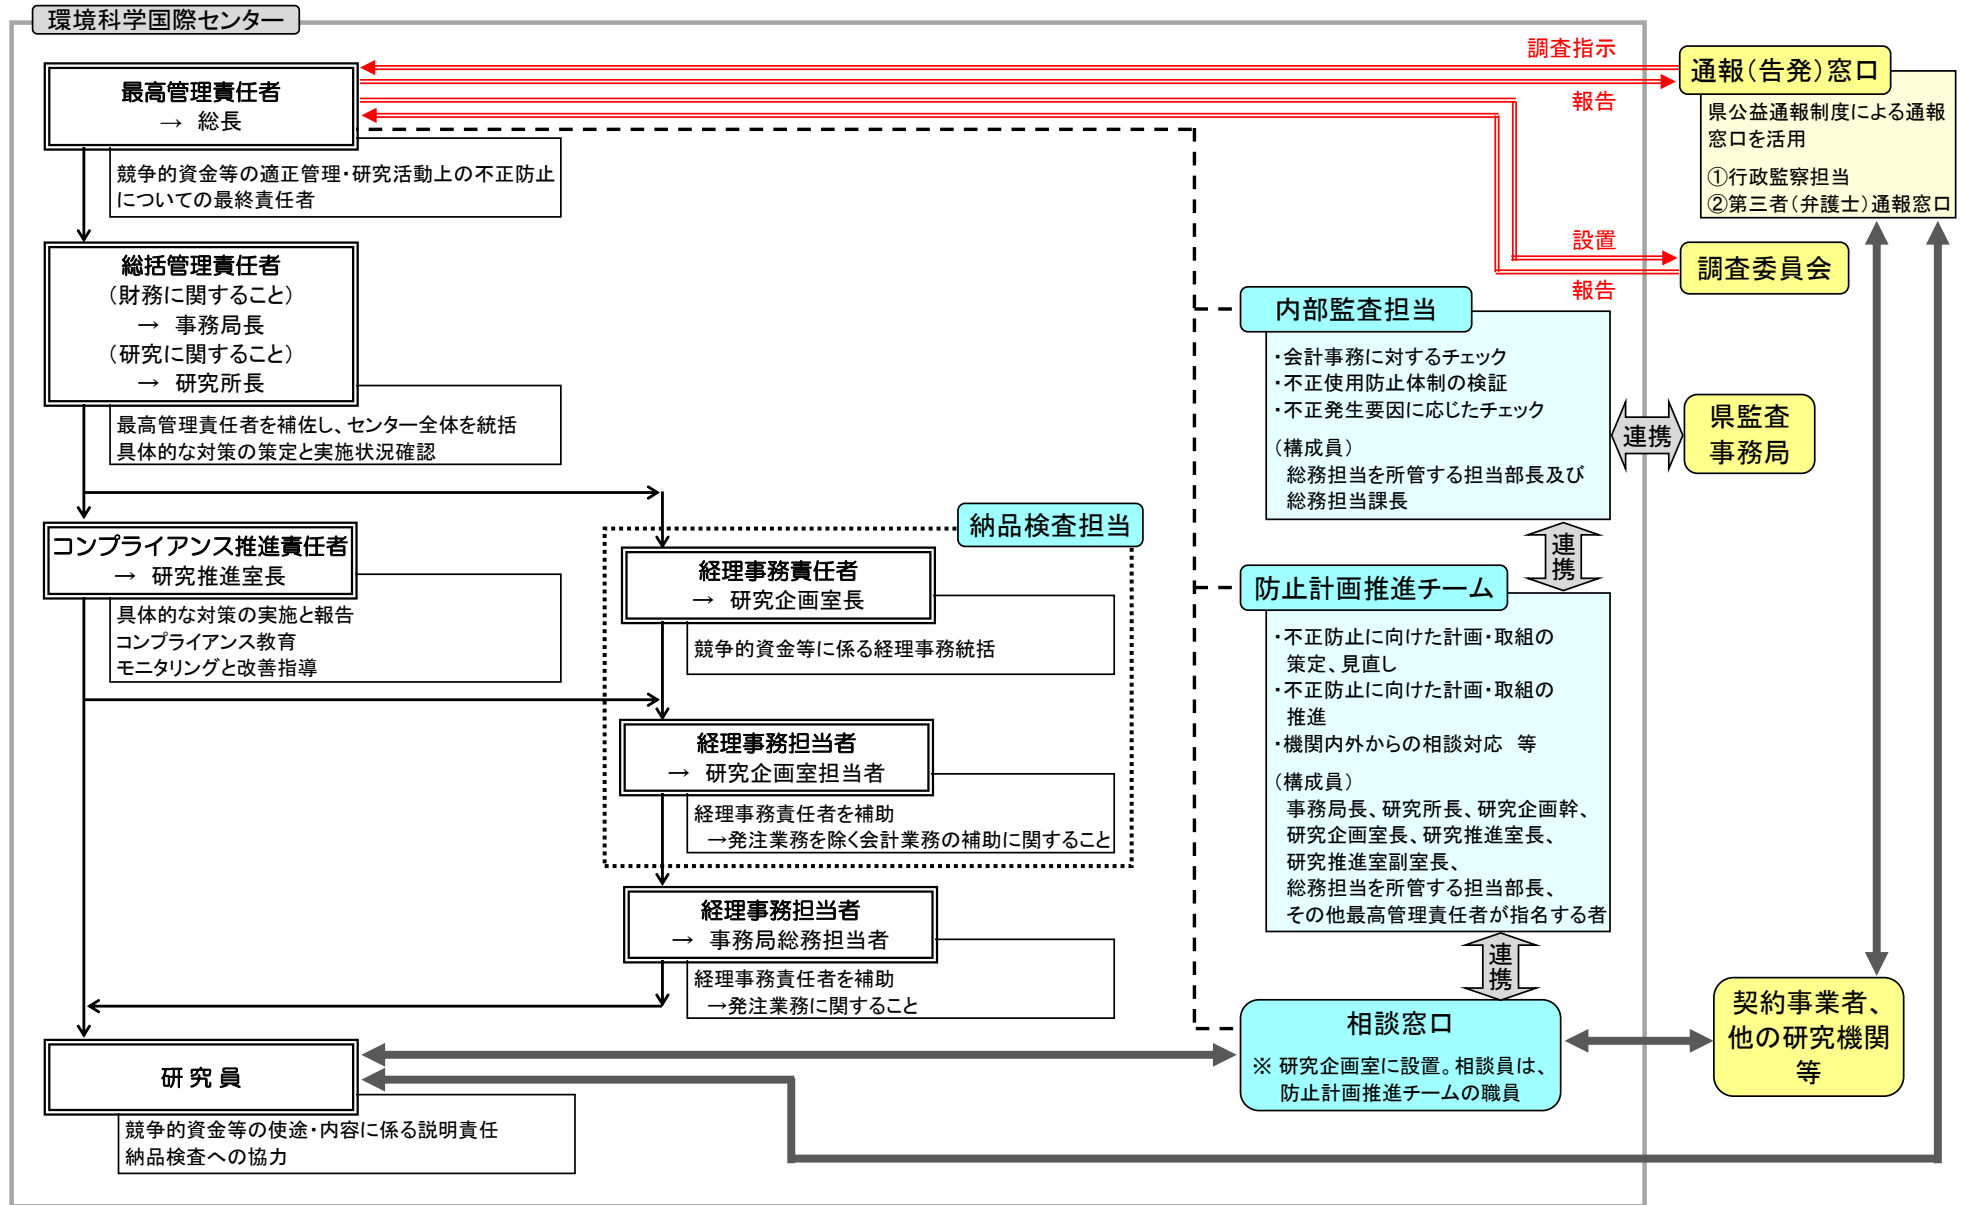 環境科学国際センター
最高管理責任者
→ 総長
競争的資金等の適正管理・研究活動上の不正防止
についての最終責任者
総括管理責任者
(財務に関すること)
→ 事務局長
(研究に関すること)
→ 研究所長
最高管理責任者を補佐し、センター全体を統括
具体的な対策の策定と実施状況確認
コンプライアンス推進責任者
→ 研究推進室長
具体的な対策の実施と報告
コンプライアンス教育
モニタリングと改善指導
納品検査担当
経理事務責任者
→ 研究企画室長
競争的資金等に係る経理事務統括
経理事務担当者
→ 研究企画室担当者
経理事務責任者を補助
→発注業務を除く会計業務の補助に関すること
経理事務担当者
→ 事務局総務担当者
経理事務責任者を補助
→発注業務に関すること
研究員
競争的資金等の使途・内容に係る説明責任
納品検査への協力
調査指示
報告
設置
報告
内部監査担当
・会計事務に対するチェック
・不正使用防止体制の検証
・不正発生要因に応じたチェック
(構成員)
総務担当を所管する担当部長及び
総務担当課長
連携
連携
防止計画推進チーム
・不正防止に向けた計画・取組の
策定、見直し
・不正防止に向けた計画・取組の
推進
・機関内外からの相談対応 等
(構成員)
事務局長、研究所長、研究企画幹、
研究企画室長、研究推進室長、
研究推進室副室長、
総務担当を所管する担当部長、
その他最高管理責任者が指名する者
連携
相談窓口
※ 研究企画室に設置。相談員は、
防止計画推進チームの職員
通報(告発)窓口
県公益通報制度による通報
窓口を活用
①行政監察担当
②第三者(弁護士)通報窓口
調査委員会
県監査
事務局
契約事業者、
他の研究機関
等